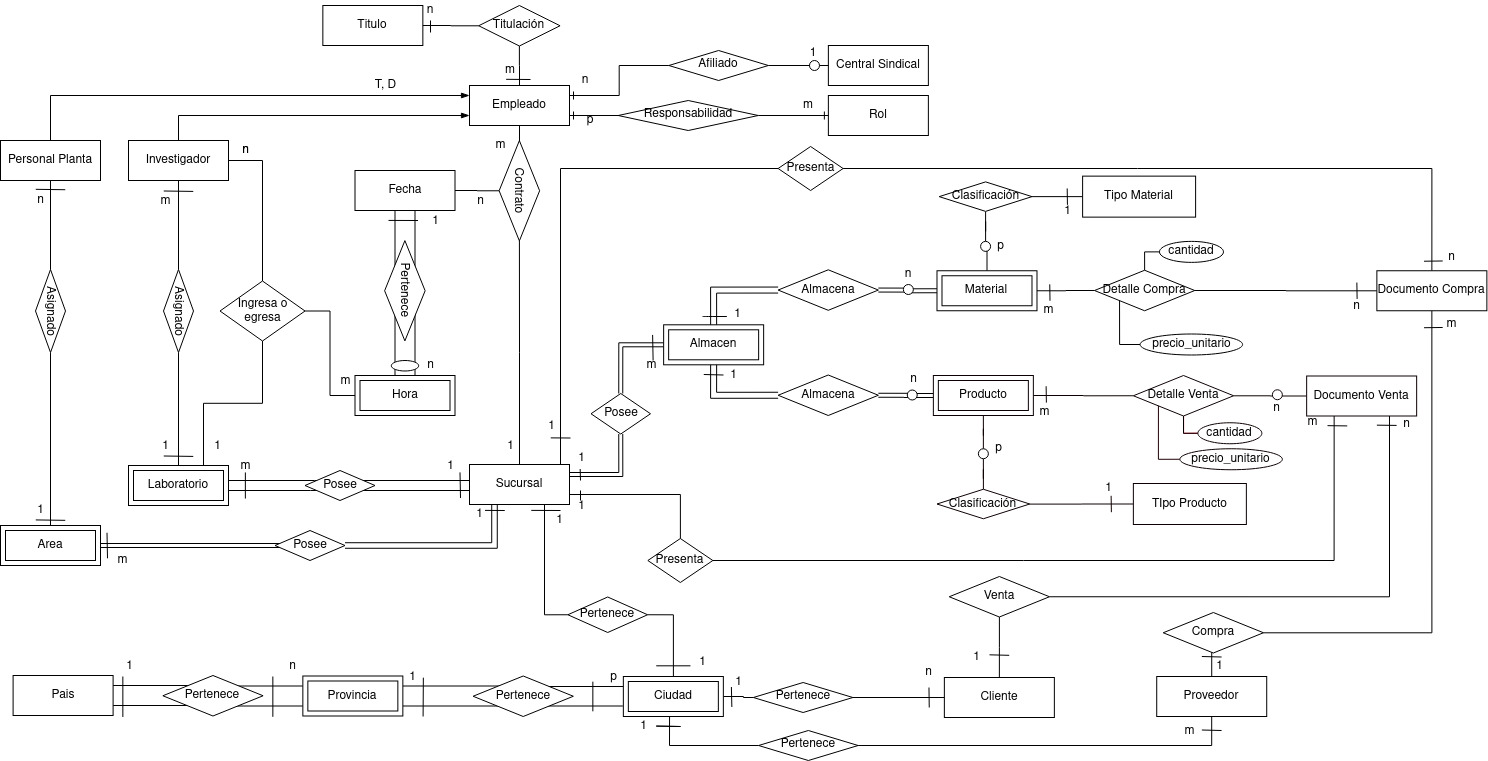 Titulo
n
Titulación
m
Afiliado
1
Central Sindical
T, D
n
Empleado
p
Responsabilidad
m
Rol
Personal Planta
Investigador
n
m
Fecha
n
Contrato
Presenta
Clasificación
1
Tipo Material
p
n
m
1
Pertenece
n
Asignado
Asignado
Ingresa o
egresa
m
Hora
cantidad
n
Almacena
n
Material
m
Detalle Compra
n
Documento Compra
m
precio_unitario
1
Almacen
m
1
Almacena
n
Producto
m
Detalle Venta
n
Documento Venta
m
n
cantidad
precio_unitario
p
Posee
1
1
1
1
1
m
Laboratorio
Posee
1
Sucursal
1
1
1
1
Clasificación
1
TIpo Producto
1
Area
m
Posee
Presenta
Venta
Pertenece
Compra
1
1
1
Pais
1
Pertenece
n
Provincia
1
Pertenece
p
Ciudad
1
Pertenece
n
Cliente
Proveedor
1
Pertenece
m